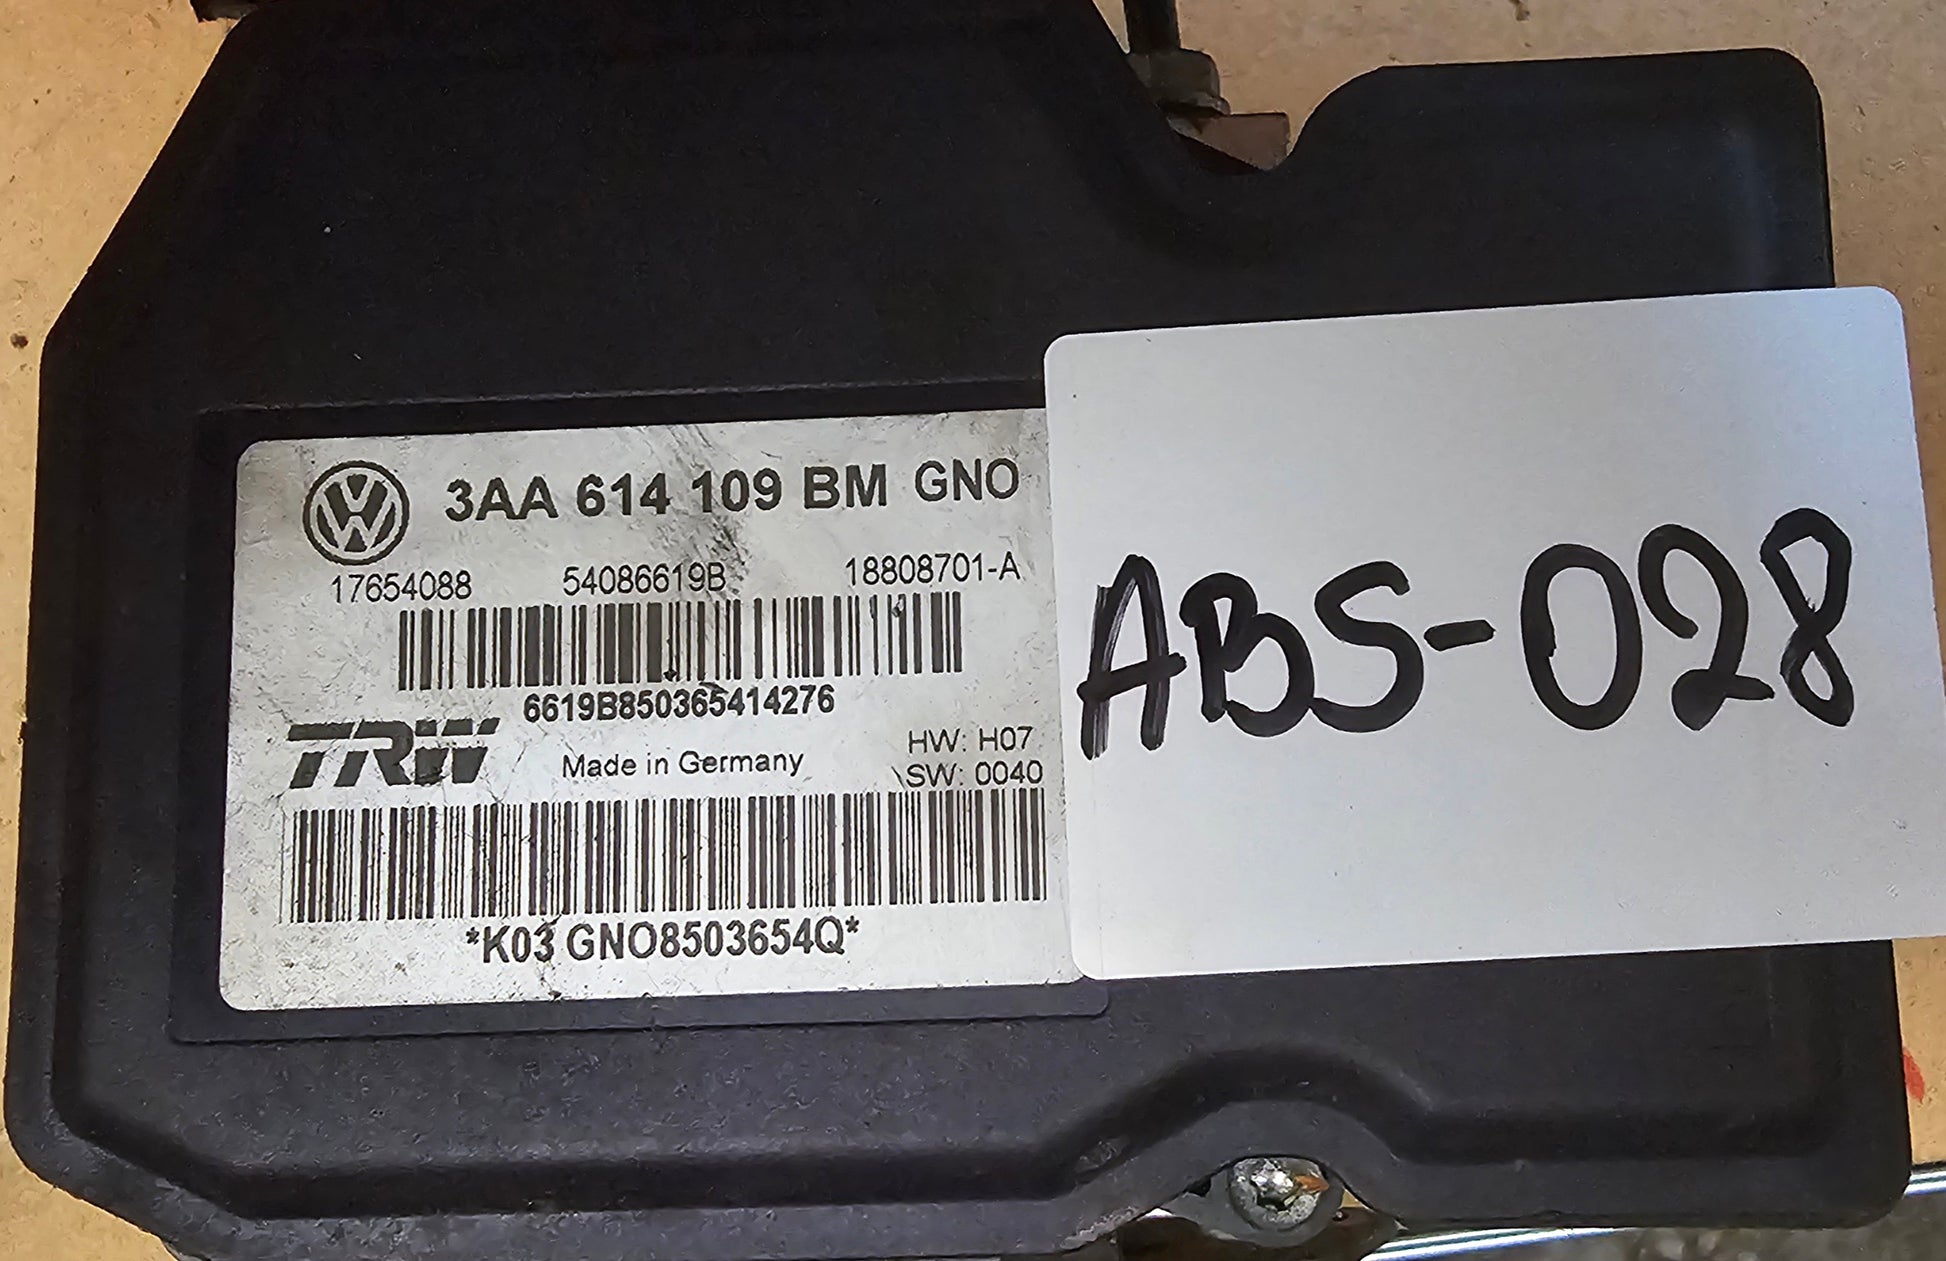 3AA 614 109 BM GNO
17654088 54086619B 18808701-A
6619B850365414276
TRW Made in Germany HW: H07
SW: 0040
*K03 GNO8503654Q*
ABS-028